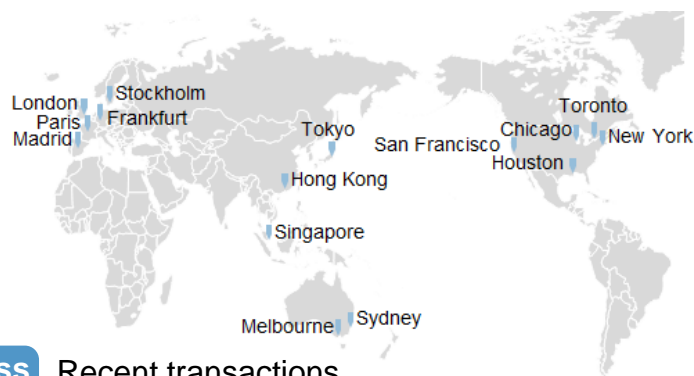 Stockholm
London
Frankfurt
Paris
Madrid
Toronto
Tokyo
Chicago
New York
San Francisco
Houston
Hong Kong
Singapore
Sydney
Melbourne
Recent transactions